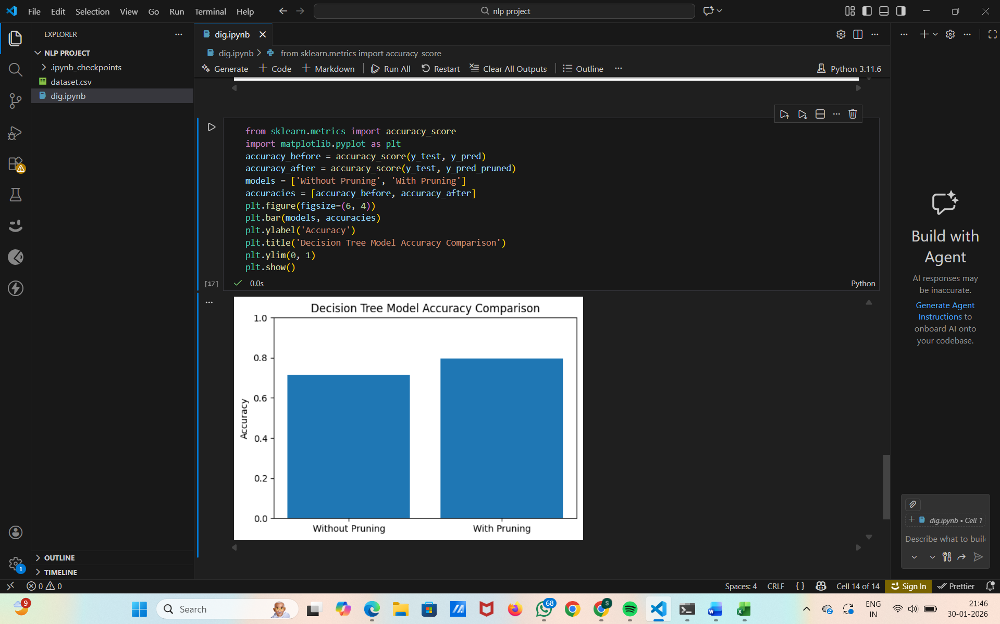 File Edit Selection View Go Run Terminal Help
nlp project
EXPLORER
NLP PROJECT
.ipynb_checkpoints
dataset.csv
dig.ipynb
OUTLINE
TIMELINE
dig.ipynb
dig.ipynb > from sklearn.metrics import accuracy_score
Generate + Code + Markdown Run All Restart Clear All Outputs Outline ...
Python 3.11.6
from sklearn.metrics import accuracy_score
import matplotlib.pyplot as plt
accuracy_before = accuracy_score(y_test, y_pred)
accuracy_after = accuracy_score(y_test, y_pred_pruned)
models = ['Without Pruning', 'With Pruning']
accuracies = [accuracy_before, accuracy_after]
plt.figure(figsize=(6, 4))
plt.bar(models, accuracies)
plt.ylabel('Accuracy')
plt.title('Decision Tree Model Accuracy Comparison')
plt.ylim(0, 1)
plt.show()
[17] 0.0s
Python
Decision Tree Model Accuracy Comparison
1.0
0.8
0.6
0.4
0.2
0.0
Accuracy
Without Pruning With Pruning
Build with
Agent
AI responses may
be inaccurate.
Generate Agent
Instructions to
onboard AI onto
your codebase.
+ dig.ipynb • Cell 1
Describe what to buil
1
0 0
Spaces: 4 CRLF { } Cell 14 of 14 Sign In Prettier
9
Search
68
S
ENG
IN
21:46
30-01-2026